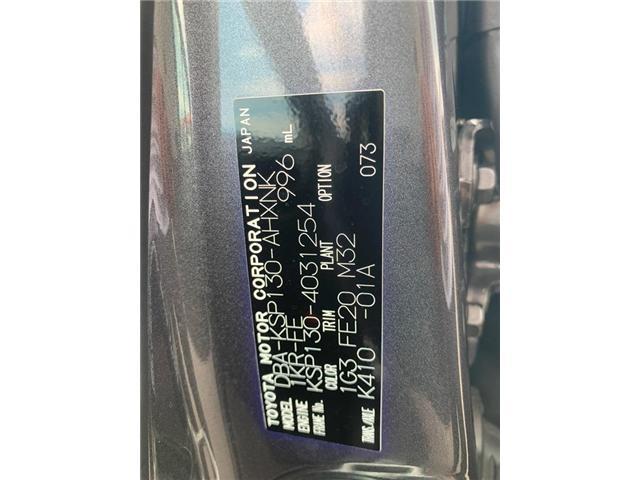 TOYOTA MOTOR CORPORATION JAPAN
MODEL DBA-KSP130-AHXNK
ENGINE 1KR-FE 996 mL
FRAME No. KSP130-4031254
COLOR TRIM PLANT OPTION
1G3 FE20 M32 073
TRANS./AXLE K410 -01A